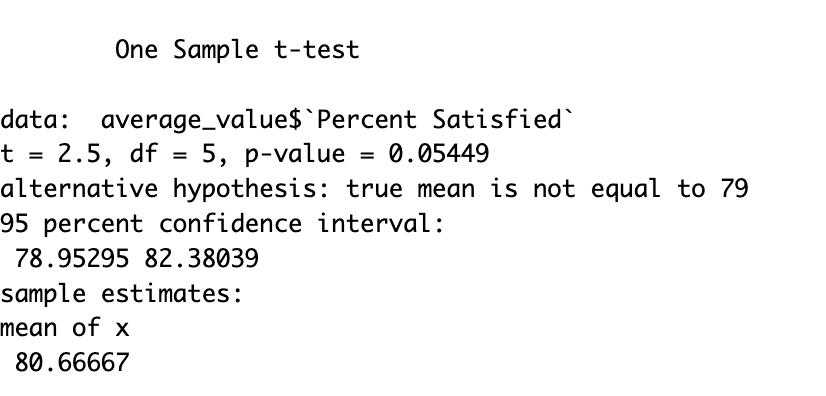 One Sample t-test
data:  average_value$`Percent Satisfied`
t = 2.5, df = 5, p-value = 0.05449
alternative hypothesis: true mean is not equal to 79
95 percent confidence interval:
78.95295 82.38039
sample estimates:
mean of x
80.66667